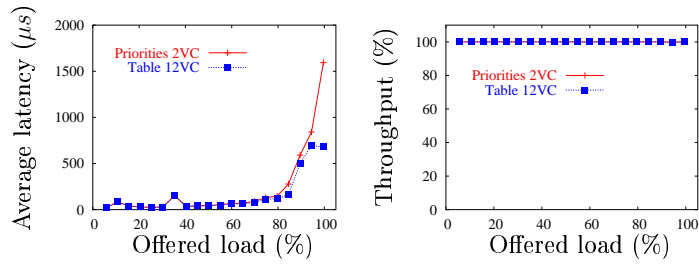 Average latency (μs)
2000
1500
1000
500
0
Priorities 2VC
Table 12VC
0 20 40 60 80 100
Offered load (%)
Throughput (%)
100
80
60
40
20
0
Priorities 2VC
Table 12VC
0 20 40 60 80 100
Offered load (%)